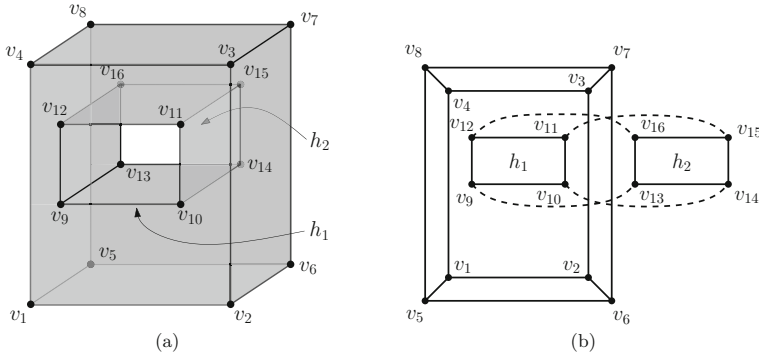 v₈
v₇
v₄
v₃
v₁₆
v₁₅
v₁₂
v₁₁
h₂
v₁₃
v₁₄
v₉
v₁₀
h₁
v₅
v₆
v₁
v₂
(a)
v₈
v₇
v₃
v₄
v₁₂
v₁₁
v₁₆
v₁₅
h₁
h₂
v₉
v₁₀
v₁₃
v₁₄
v₁
v₂
v₅
v₆
(b)